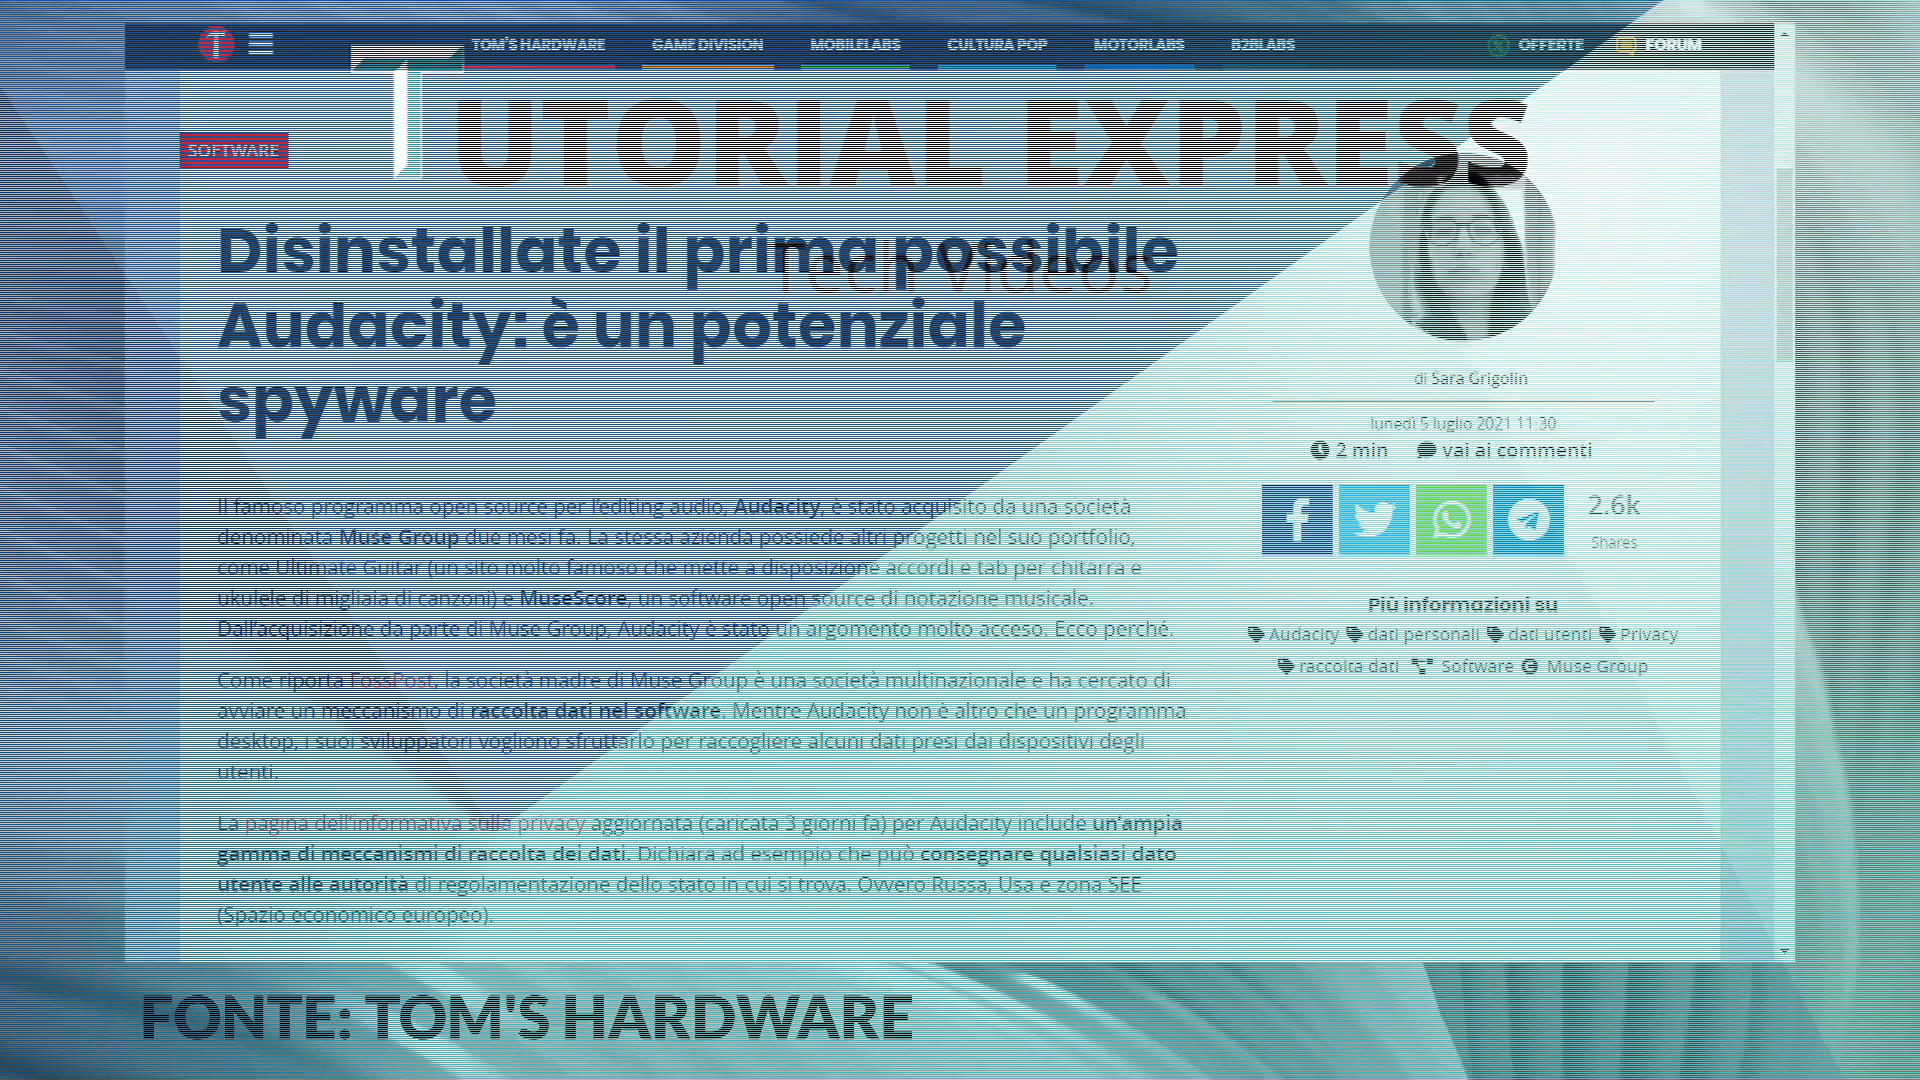 TOM'S HARDWARE GAME DIVISION MOBILELABS CULTURA POP MOTORLABS B2BLABS OFFERTE FORUM
TUTORIAL EXPRESS
Tech Videos
SOFTWARE
Disinstallate il prima possibile
Audacity: è un potenziale
spyware
Il famoso programma open source per l'editing audio, Audacity, è stato acquisito da una società
denominata Muse Group due mesi fa. La stessa azienda possiede altri progetti nel suo portfolio,
come Ultimate Guitar (un sito molto famoso che mette a disposizione accordi e tab per chitarra e
ukulele di migliaia di canzoni) e MuseScore, un software open source di notazione musicale.
Dall'acquisizione da parte di Muse Group, Audacity è stato un argomento molto acceso. Ecco perché.
Come riporta FossPost, la società madre di Muse Group è una società multinazionale e ha cercato di
avviare un meccanismo di raccolta dati nel software. Mentre Audacity non è altro che un programma
desktop, i suoi sviluppatori vogliono sfruttarlo per raccogliere alcuni dati presi dai dispositivi degli
utenti.
La pagina dell'informativa sulla privacy aggiornata (caricata 3 giorni fa) per Audacity include un'ampia
gamma di meccanismi di raccolta dei dati. Dichiara ad esempio che può consegnare qualsiasi dato
utente alle autorità di regolamentazione dello stato in cui si trova. Ovvero Russa, Usa e zona SEE
(Spazio economico europeo).
di Sara Grigolin
lunedì 5 luglio 2021 11:30
2 min vai ai commenti
2.6k
Shares
Più informazioni su
Audacity dati personali dati utenti Privacy
raccolta dati Software Muse Group
FONTE: TOM'S HARDWARE